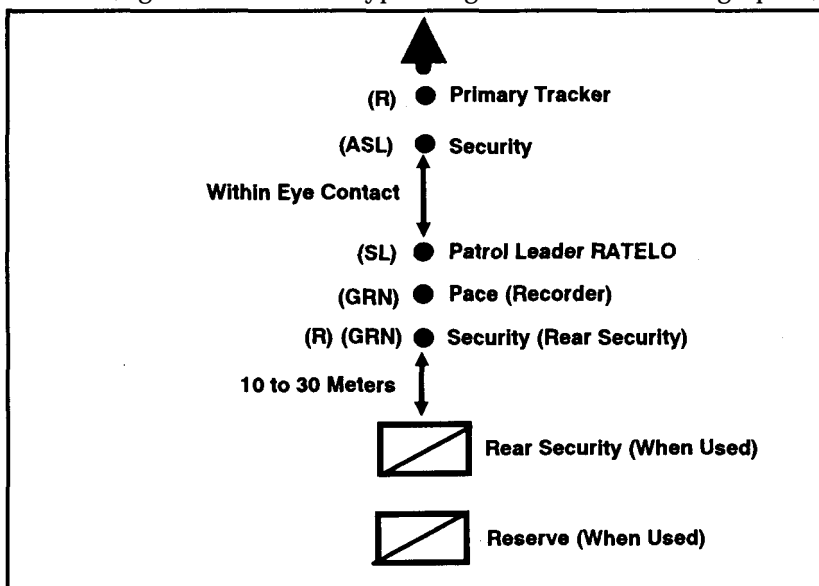 (R) Primary Tracker
(ASL) Security
Within Eye Contact
(SL) Patrol Leader RATELO
(GRN) Pace (Recorder)
(R) (GRN) Security (Rear Security)
10 to 30 Meters
Rear Security (When Used)
Reserve (When Used)